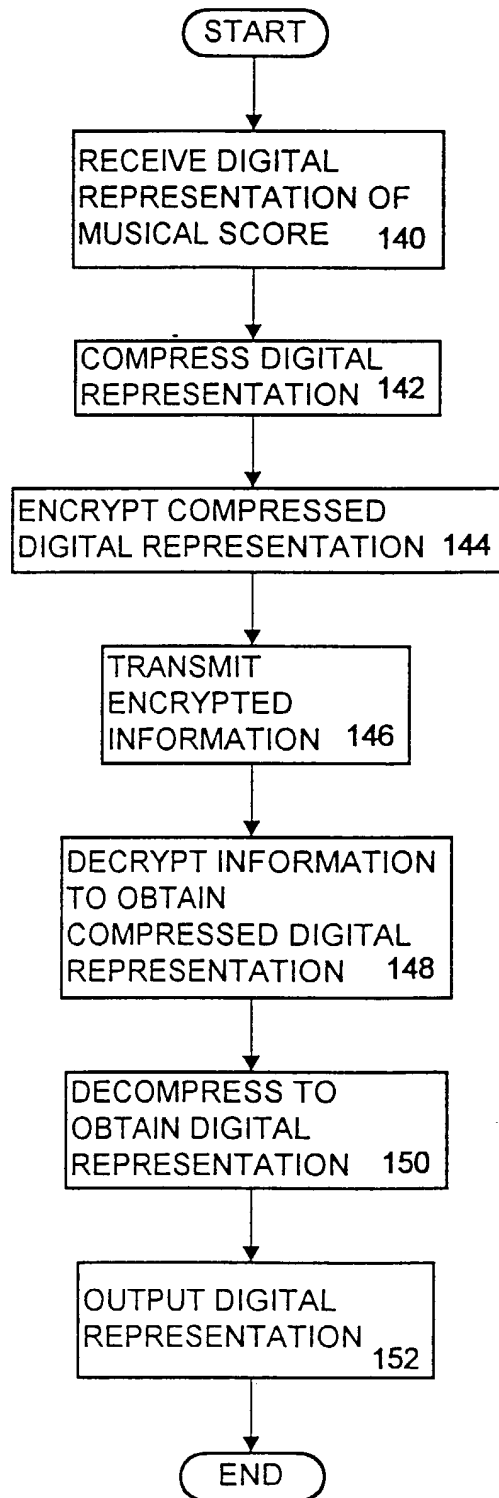 START
RECEIVE DIGITAL
REPRESENTATION OF
MUSICAL SCORE 140
COMPRESS DIGITAL
REPRESENTATION 142
ENCRYPT COMPRESSED
DIGITAL REPRESENTATION 144
TRANSMIT
ENCRYPTED
INFORMATION 146
DECRYPT INFORMATION
TO OBTAIN
COMPRESSED DIGITAL
REPRESENTATION 148
DECOMPRESS TO
OBTAIN DIGITAL
REPRESENTATION 150
OUTPUT DIGITAL
REPRESENTATION
152
END